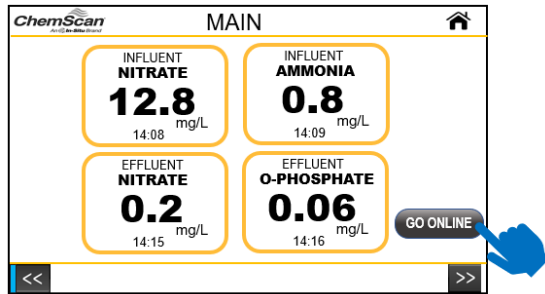 ChemScan
An In-Situ Brand
MAIN
INFLUENT
NITRATE
12.8
mg/L
14:08
INFLUENT
AMMONIA
0.8
mg/L
14:09
EFFLUENT
NITRATE
0.2
mg/L
14:15
EFFLUENT
O-PHOSPHATE
0.06
mg/L
14:16
GO ONLINE
<<
>>